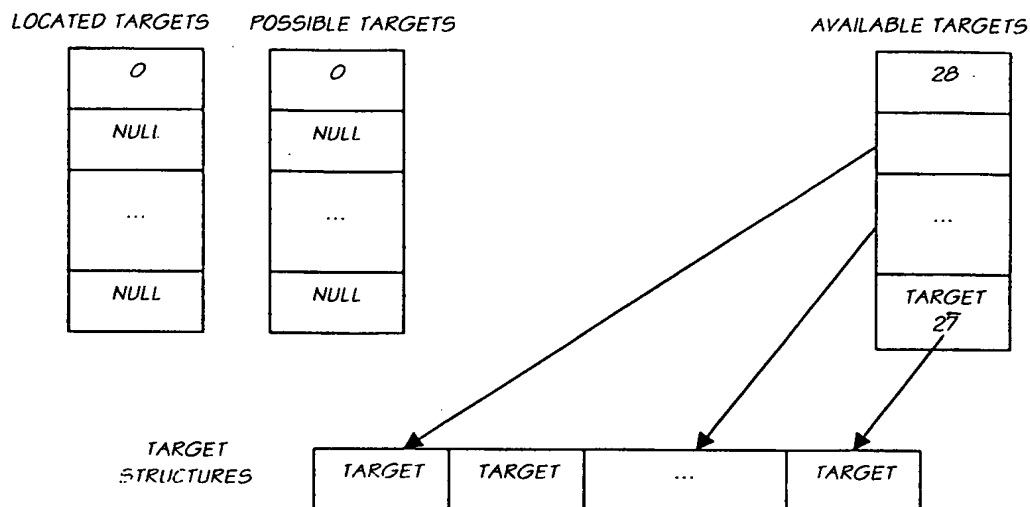 LOCATED TARGETS
POSSIBLE TARGETS
AVAILABLE TARGETS
0
0
28
NULL
NULL
...
...
...
NULL
NULL
TARGET
27
TARGET
STRUCTURES
TARGET
TARGET
...
TARGET